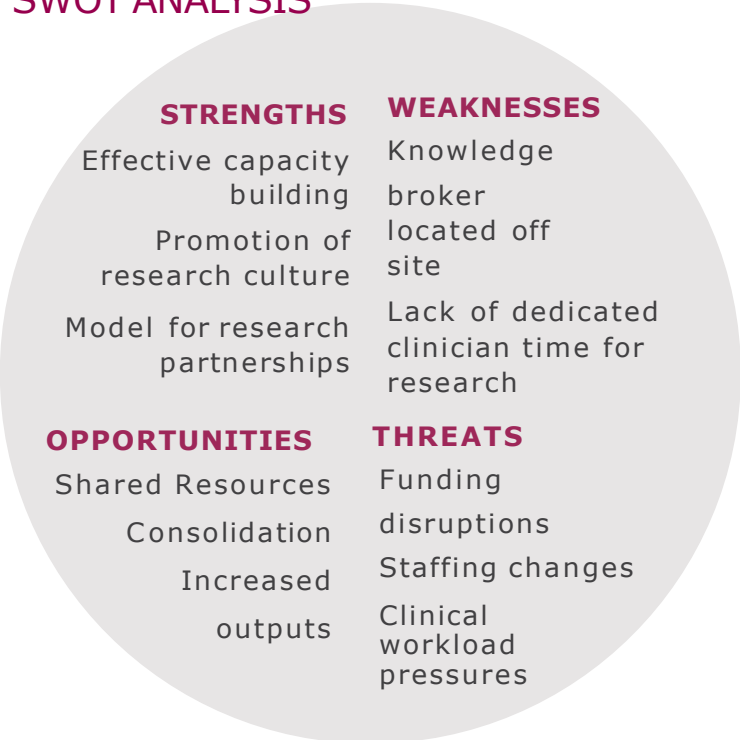 SWOT ANALYSIS
STRENGTHS
Effective capacity
building
Promotion of
research culture
Model for research
partnerships
WEAKNESSES
Knowledge
broker
located off
site
Lack of dedicated
clinician time for
research
OPPORTUNITIES
Shared Resources
Consolidation
Increased
outputs
THREATS
Funding
disruptions
Staffing changes
Clinical
workload
pressures